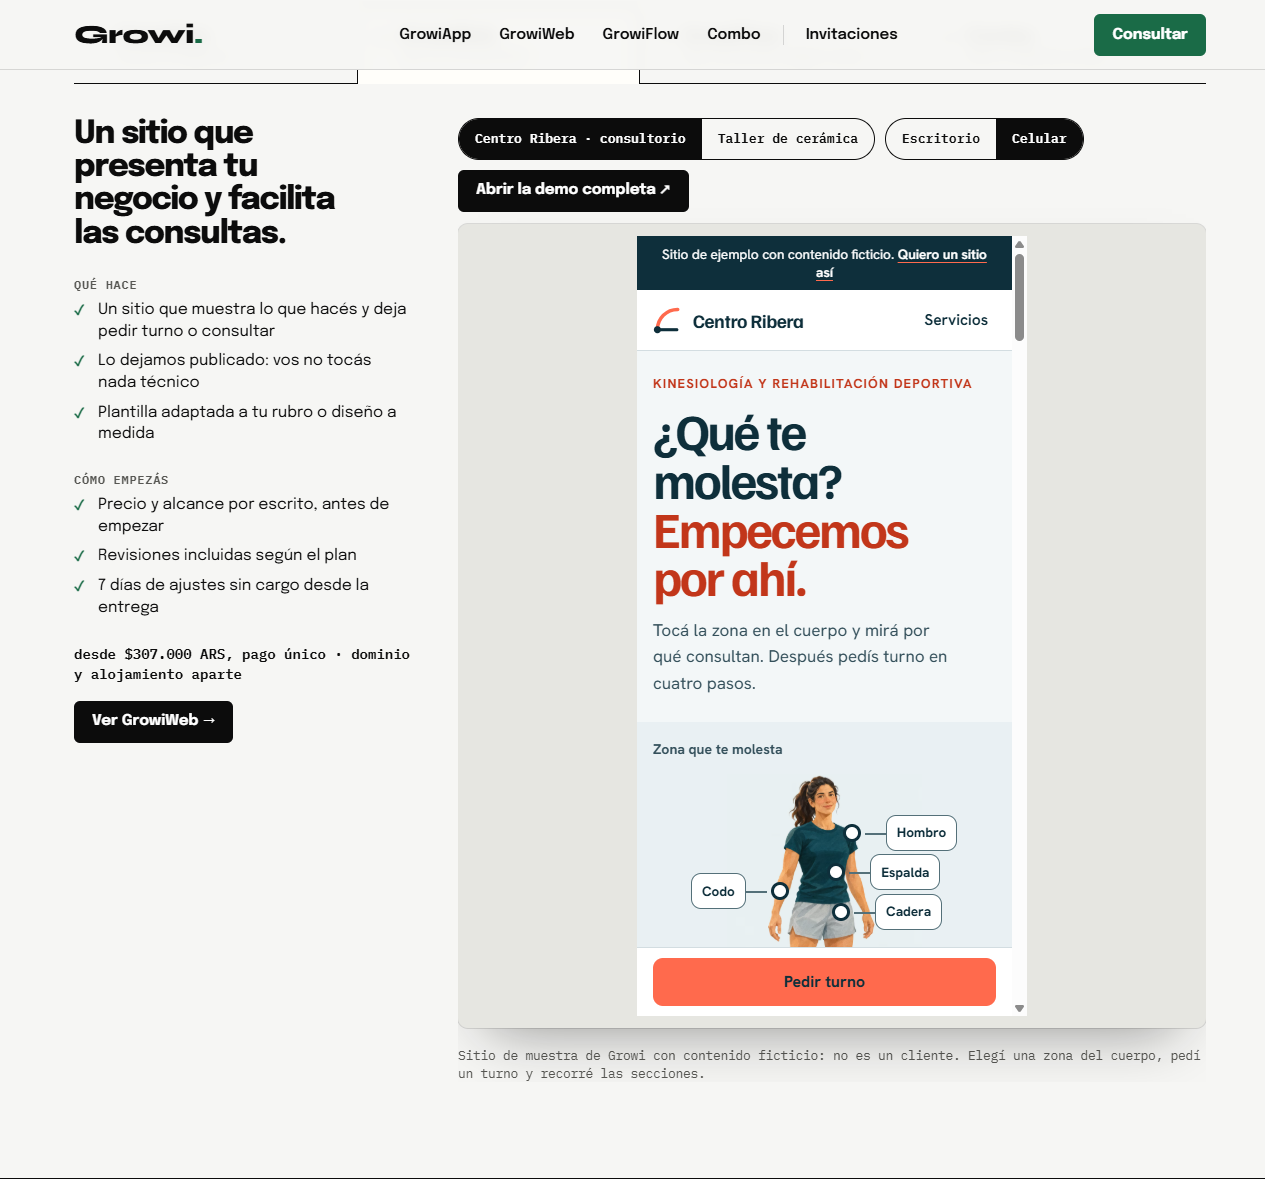 Growi.
GrowiApp
GrowiWeb
GrowiFlow
Combo
Invitaciones
Consultar
Un sitio que
presenta tu
negocio y facilita
las consultas.
QUÉ HACE
✓ Un sitio que muestra lo que hacés y deja
pedir turno o consultar
✓ Lo dejamos publicado: vos no tocás
nada técnico
✓ Plantilla adaptada a tu rubro o diseño a
medida
CÓMO EMPEZÁS
✓ Precio y alcance por escrito, antes de
empezar
✓ Revisiones incluidas según el plan
✓ 7 días de ajustes sin cargo desde la
entrega
desde $307.000 ARS, pago único · dominio
y alojamiento aparte
Ver GrowiWeb →
Centro Ribera · consultorio
Taller de cerámica
Escritorio
Celular
Abrir la demo completa ↗
Sitio de ejemplo con contenido ficticio. Quiero un sitio
así
Centro Ribera
Servicios
KINESIOLOGÍA Y REHABILITACIÓN DEPORTIVA
¿Qué te
molesta?
Empecemos
por ahí.
Tocá la zona en el cuerpo y mirá por
qué consultan. Después pedís turno en
cuatro pasos.
Zona que te molesta
Hombro
Espalda
Codo
Cadera
Pedir turno
Sitio de muestra de Growi con contenido ficticio: no es un cliente. Elegí una zona del cuerpo, pedí
un turno y recorré las secciones.